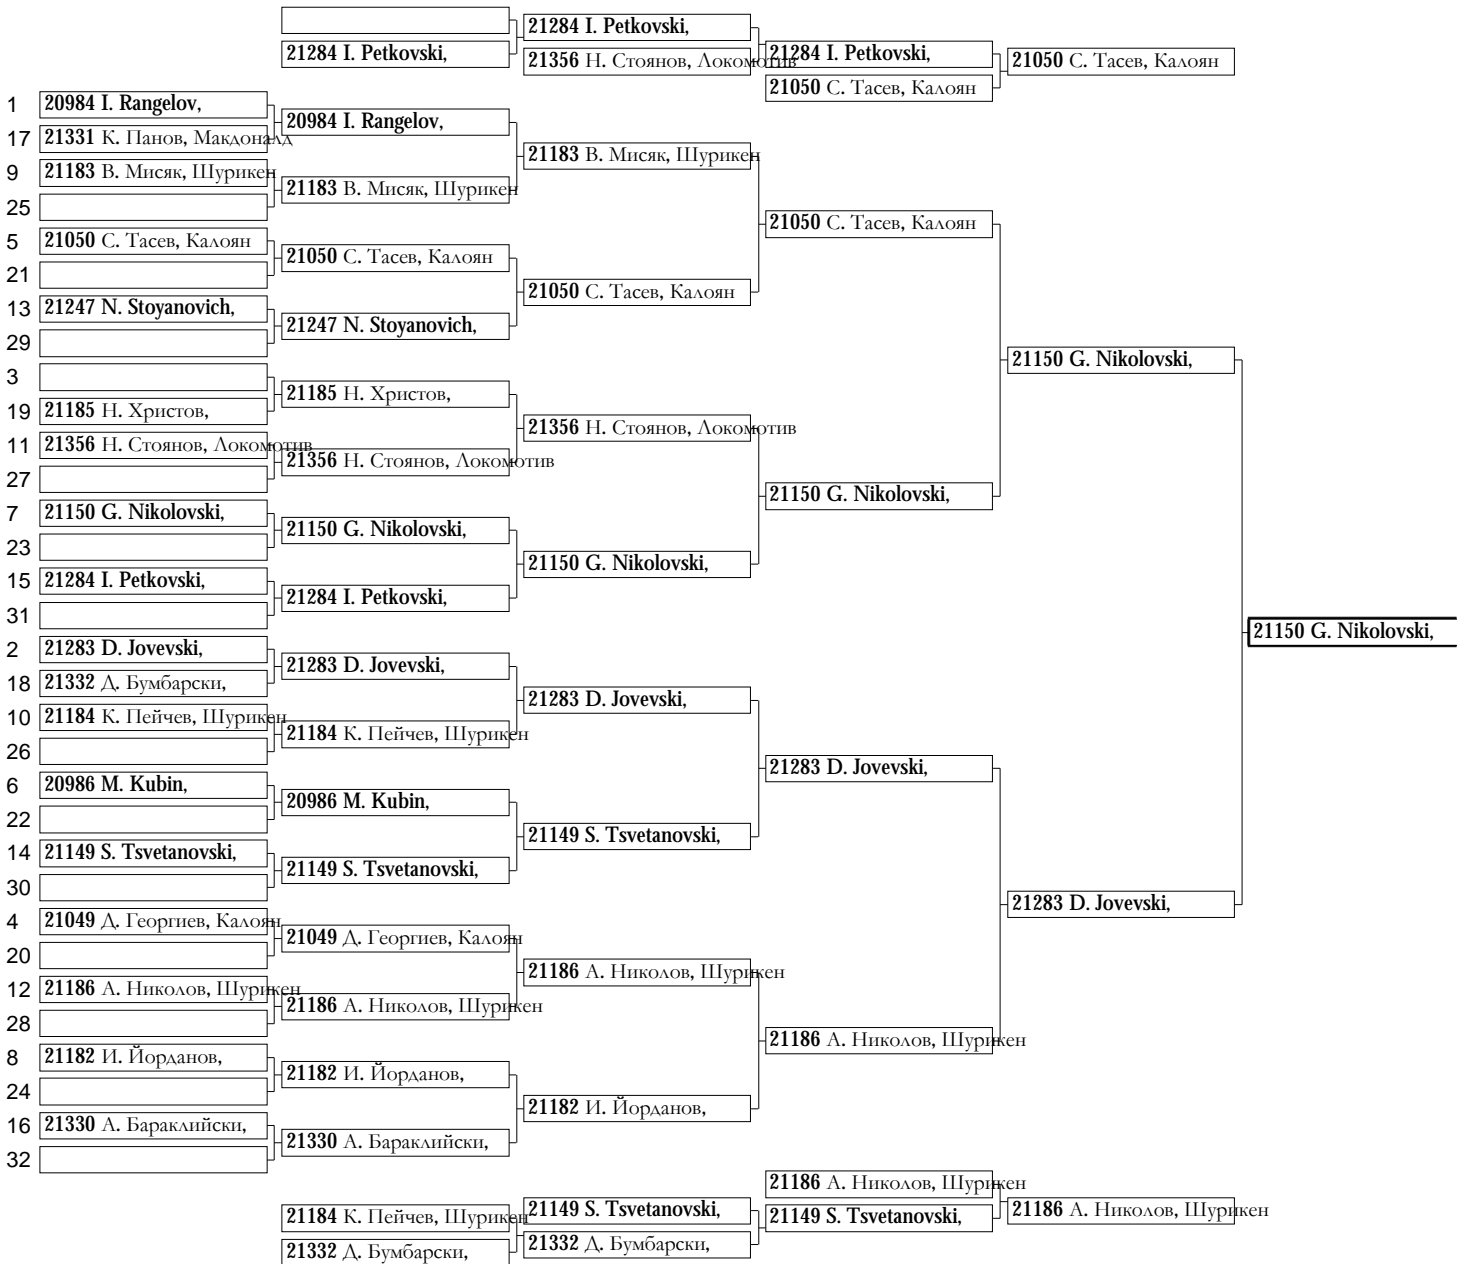 21284 I. Petkovski,
21284 I. Petkovski,
21356 Н. Стоянов, Локомотив
21284 I. Petkovski,
21050 С. Тасев, Калоян
21050 С. Тасев, Калоян
1 20984 I. Rangelov,
17 21331 К. Панов, Макдоналд
9 21183 В. Мисяк, Шурикен
25
5 21050 С. Тасев, Калоян
21
13 21247 N. Stoyanovich,
29
3
19 21185 Н. Христов,
11 21356 Н. Стоянов, Локомотив
27
7 21150 G. Nikolovski,
23
15 21284 I. Petkovski,
31
2 21283 D. Jovevski,
18 21332 Д. Бумбарски,
10 21184 К. Пейчев, Шурикен
26
6 20986 M. Kubin,
22
14 21149 S. Tsvetanovski,
30
4 21049 Д. Георгиев, Калоян
20
12 21186 А. Николов, Шурикен
28
8 21182 И. Йорданов,
24
16 21330 А. Бараклийски,
32
20984 I. Rangelov,
21183 В. Мисяк, Шурикен
21050 С. Тасев, Калоян
21247 N. Stoyanovich,
21185 Н. Христов,
21356 Н. Стоянов, Локомотив
21150 G. Nikolovski,
21284 I. Petkovski,
21283 D. Jovevski,
21184 К. Пейчев, Шурикен
20986 M. Kubin,
21149 S. Tsvetanovski,
21049 Д. Георгиев, Калоян
21186 А. Николов, Шурикен
21182 И. Йорданов,
21330 А. Бараклийски,
21183 В. Мисяк, Шурикен
21050 С. Тасев, Калоян
21356 Н. Стоянов, Локомотив
21150 G. Nikolovski,
21283 D. Jovevski,
21149 S. Tsvetanovski,
21186 А. Николов, Шурикен
21182 И. Йорданов,
21050 С. Тасев, Калоян
21150 G. Nikolovski,
21283 D. Jovevski,
21186 А. Николов, Шурикен
21150 G. Nikolovski,
21283 D. Jovevski,
21150 G. Nikolovski,
21184 К. Пейчев, Шурикен
21332 Д. Бумбарски,
21149 S. Tsvetanovski,
21332 Д. Бумбарски,
21186 А. Николов, Шурикен
21149 S. Tsvetanovski,
21186 А. Николов, Шурикен